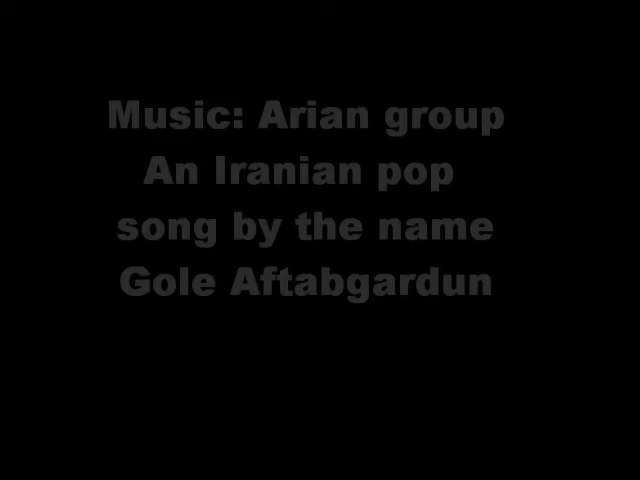 Music: Arian group
An Iranian pop
song by the name
Gole Aftabgardun